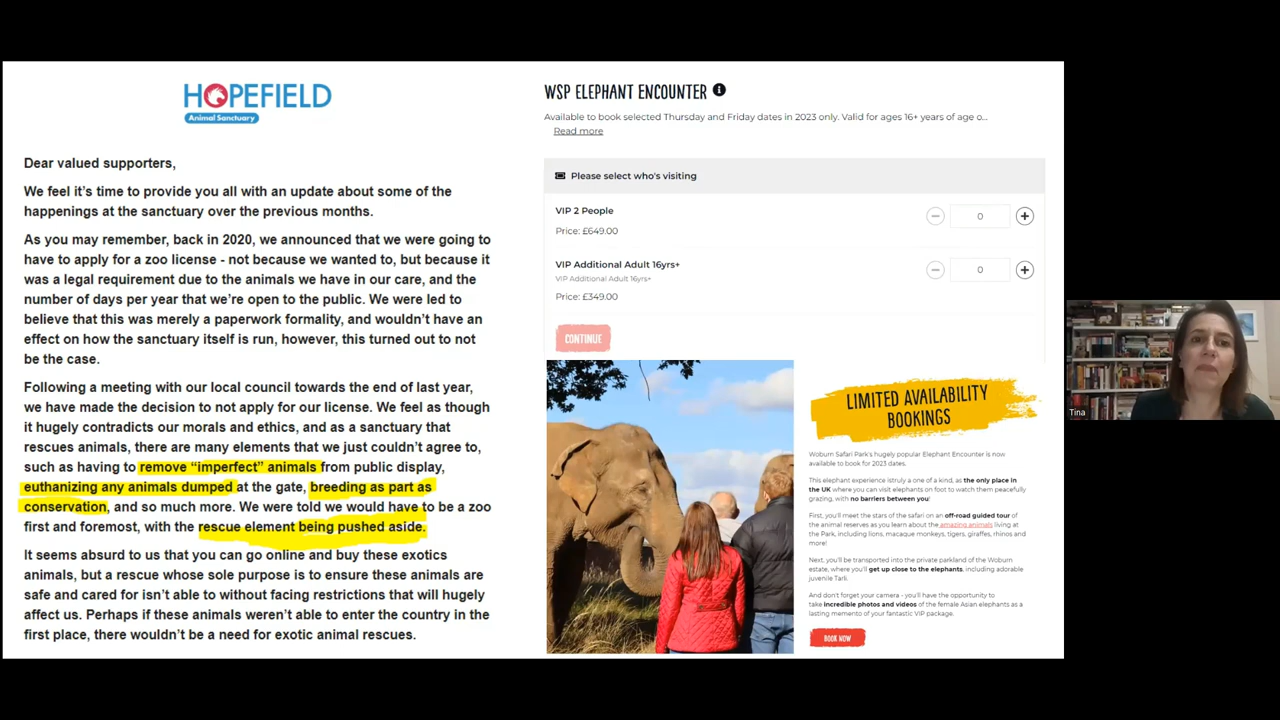 HOPEFIELD
Animal Sanctuary
Dear valued supporters,
We feel it's time to provide you all with an update about some of the
happenings at the sanctuary over the previous months.
As you may remember, back in 2020, we announced that we were going
to have to apply for a zoo license - not because we wanted to, but because it
was a legal requirement due to the animals we have in our care, and the
number of days per year that we're open to the public. We were led to
believe that this was merely a paperwork formality, and wouldn't have an
effect on how the sanctuary itself is run, however, this turned out to not
be the case.
Following a meeting with our local council towards the end of last year,
we have made the decision to not apply for our license. We feel as though
it hugely contradicts our morals and ethics, and as a sanctuary that
rescues animals, there are many elements that we just couldn't agree to,
such as having to remove "imperfect" animals from public display,
euthanizing any animals dumped at the gate, breeding as part as
conservation, and so much more. We were told we would have to be a zoo
first and foremost, with the rescue element being pushed aside.
It seems absurd to us that you can go online and buy these exotics
animals, but a rescue whose sole purpose is to ensure these animals are
safe and cared for isn't able to without facing restrictions that will hugely
affect us. Perhaps if these animals weren't able to enter the country in the
first place, there wouldn't be a need for exotic animal rescues.
WSP ELEPHANT ENCOUNTER
Available to book selected Thursday and Friday dates in 2023 only. Valid for ages 16+ years of age o...
Read more
Please select who's visiting
VIP 2 People
Price: £649.00
0
VIP Additional Adult 16yrs+
VIP Additional Adult 16yrs+
Price: £349.00
0
CONTINUE
LIMITED AVAILABILITY
BOOKINGS
Woburn Safari Park's hugely popular Elephant Encounter is now
available to book for 2023 dates.
This elephant experience istruly a one of a kind, as the only place in
the UK where you can visit elephants on foot to watch them peacefully
grazing, with no barriers between you!
First, you'll meet the stars of the safari on an off-road guided tour of
the animal reserves as you learn about the amazing animals living at
the Park, including lions, macaque monkeys, tigers, giraffes, rhinos and
more!
Next, you'll be transported into the private parkland of the Woburn
estate, where you'll get up close to the elephants, including adorable
juvenile Tarli.
And don't forget your camera - you'll have the opportunity to
take incredible photos and videos of the female Asian elephants as a
lasting memento of your fantastic VIP package.
BOOK NOW
Tina